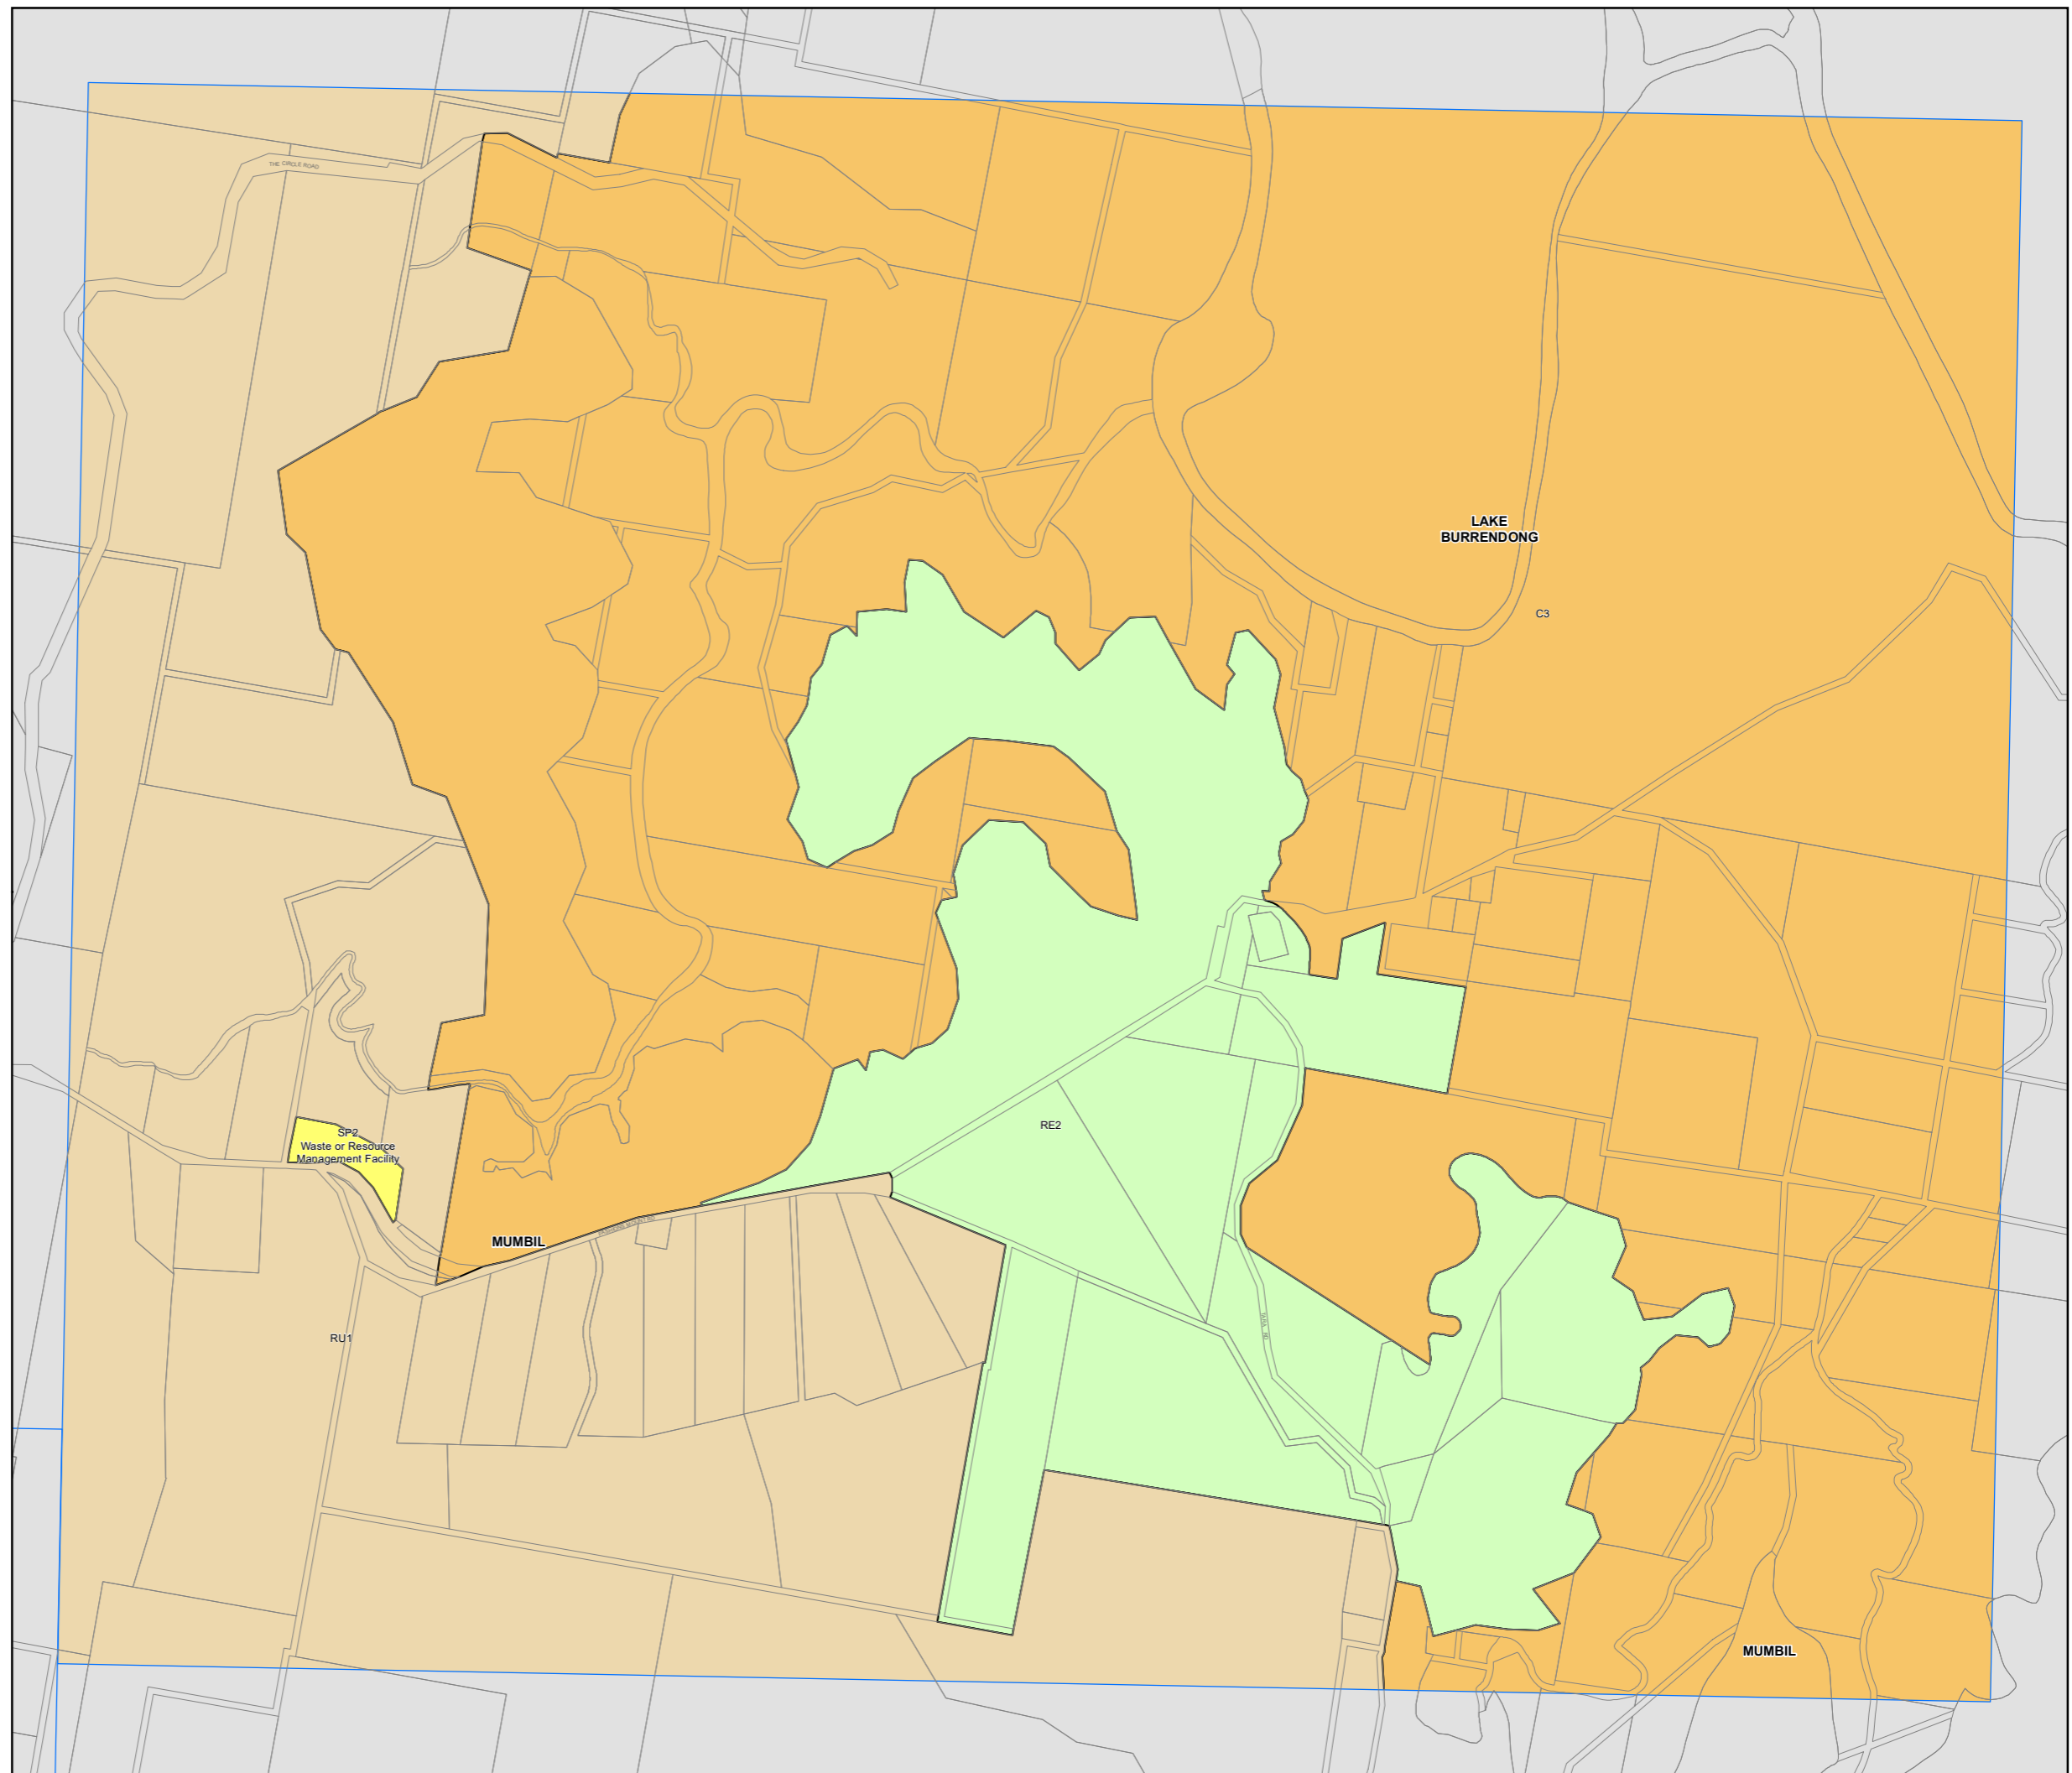 THE CIRCLE ROAD
LAKE
BURRENDONG
C3
RE2
SP2
Waste or Resource
Management Facility
MUMBIL
RU1
MUMBIL